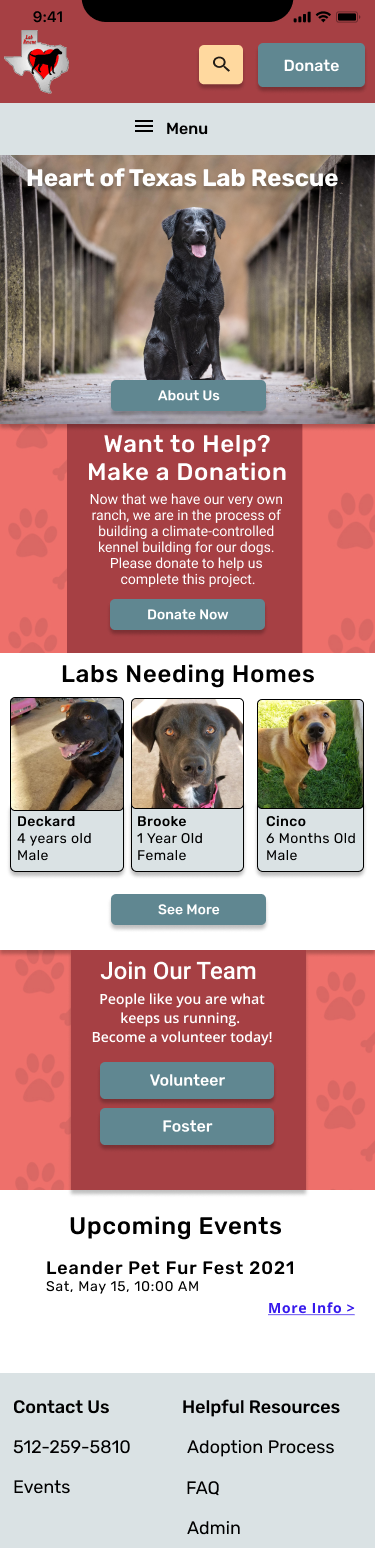 9:41
Lab
Rescue
Donate
Menu
Heart of Texas Lab Rescue
About Us
Want to Help?
Make a Donation
Now that we have our very own
ranch, we are in the process of
building a climate-controlled
kennel building for our dogs.
Please donate to help us
complete this project.
Donate Now
Labs Needing Homes
Deckard
4 years old
Male
Brooke
1 Year Old
Female
Cinco
6 Months Old
Male
See More
Join Our Team
People like you are what
keeps us running.
Become a volunteer today!
Volunteer
Foster
Upcoming Events
Leander Pet Fur Fest 2021
Sat, May 15, 10:00 AM
More Info >
Contact Us
512-259-5810
Events
Helpful Resources
Adoption Process
FAQ
Admin